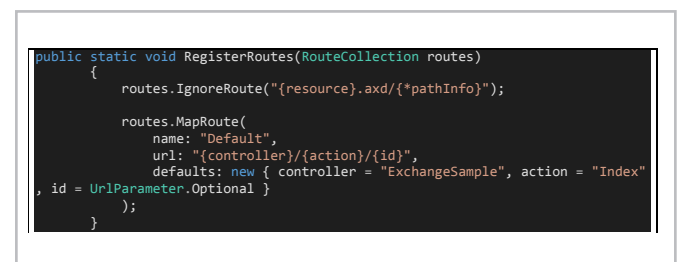 public static void RegisterRoutes(RouteCollection routes)
{
routes.IgnoreRoute("{resource}.axd/{*pathInfo}");
routes.MapRoute(
name: "Default",
url: "{controller}/{action}/{id}",
defaults: new { controller = "ExchangeSample", action = "Index"
, id = UrlParameter.Optional }
);
}